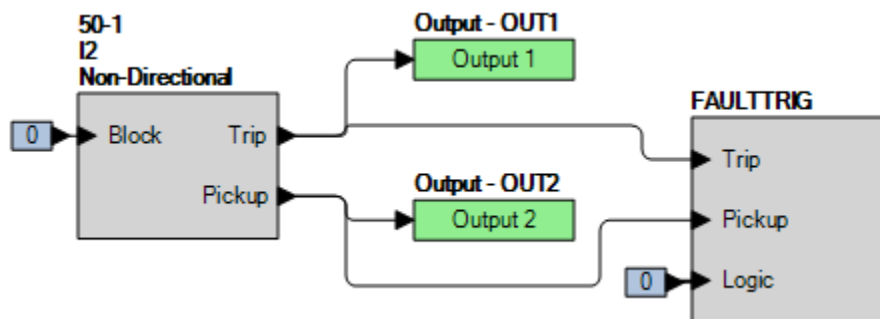 50-1
I2
Non-Directional
0
Block
Trip
Pickup
Output - OUT1
Output 1
Output - OUT2
Output 2
FAULTTRIG
Trip
Pickup
0
Logic